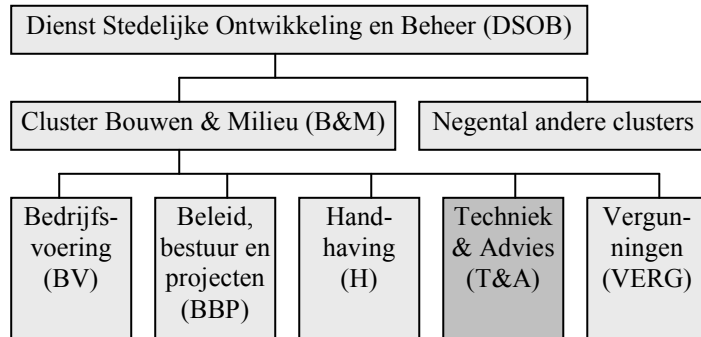 Dienst Stedelijke Ontwikkeling en Beheer (DSOB)
Cluster Bouwen & Milieu (B&M)
Negental andere clusters
Bedrijfs-
voering
(BV)
Beleid,
bestuur en
projecten
(BBP)
Hand-
having
(H)
Techniek
& Advies
(T&A)
Vergun-
ningen
(VERG)